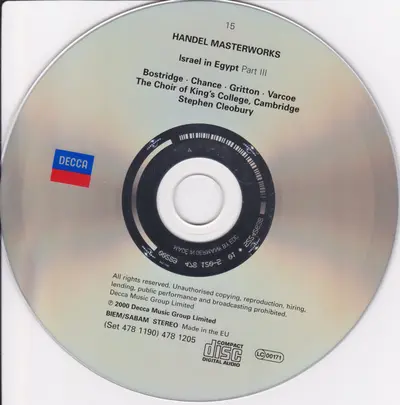 15
HANDEL MASTERWORKS
Israel in Egypt Part III
Bostridge · Chance · Gritton · Varcoe
The Choir of King's College, Cambridge
Stephen Cleobury
DECCA
All rights reserved. Unauthorised copying, reproduction, hiring,
lending, public performance and broadcasting prohibited.
Decca Music Group Limited
℗ 2000 Decca Music Group Limited
BIEM/SABAM STEREO Made in the EU
(Set 478 1190) 478 1205
COMPACT
disc
DIGITAL AUDIO
LC 00171